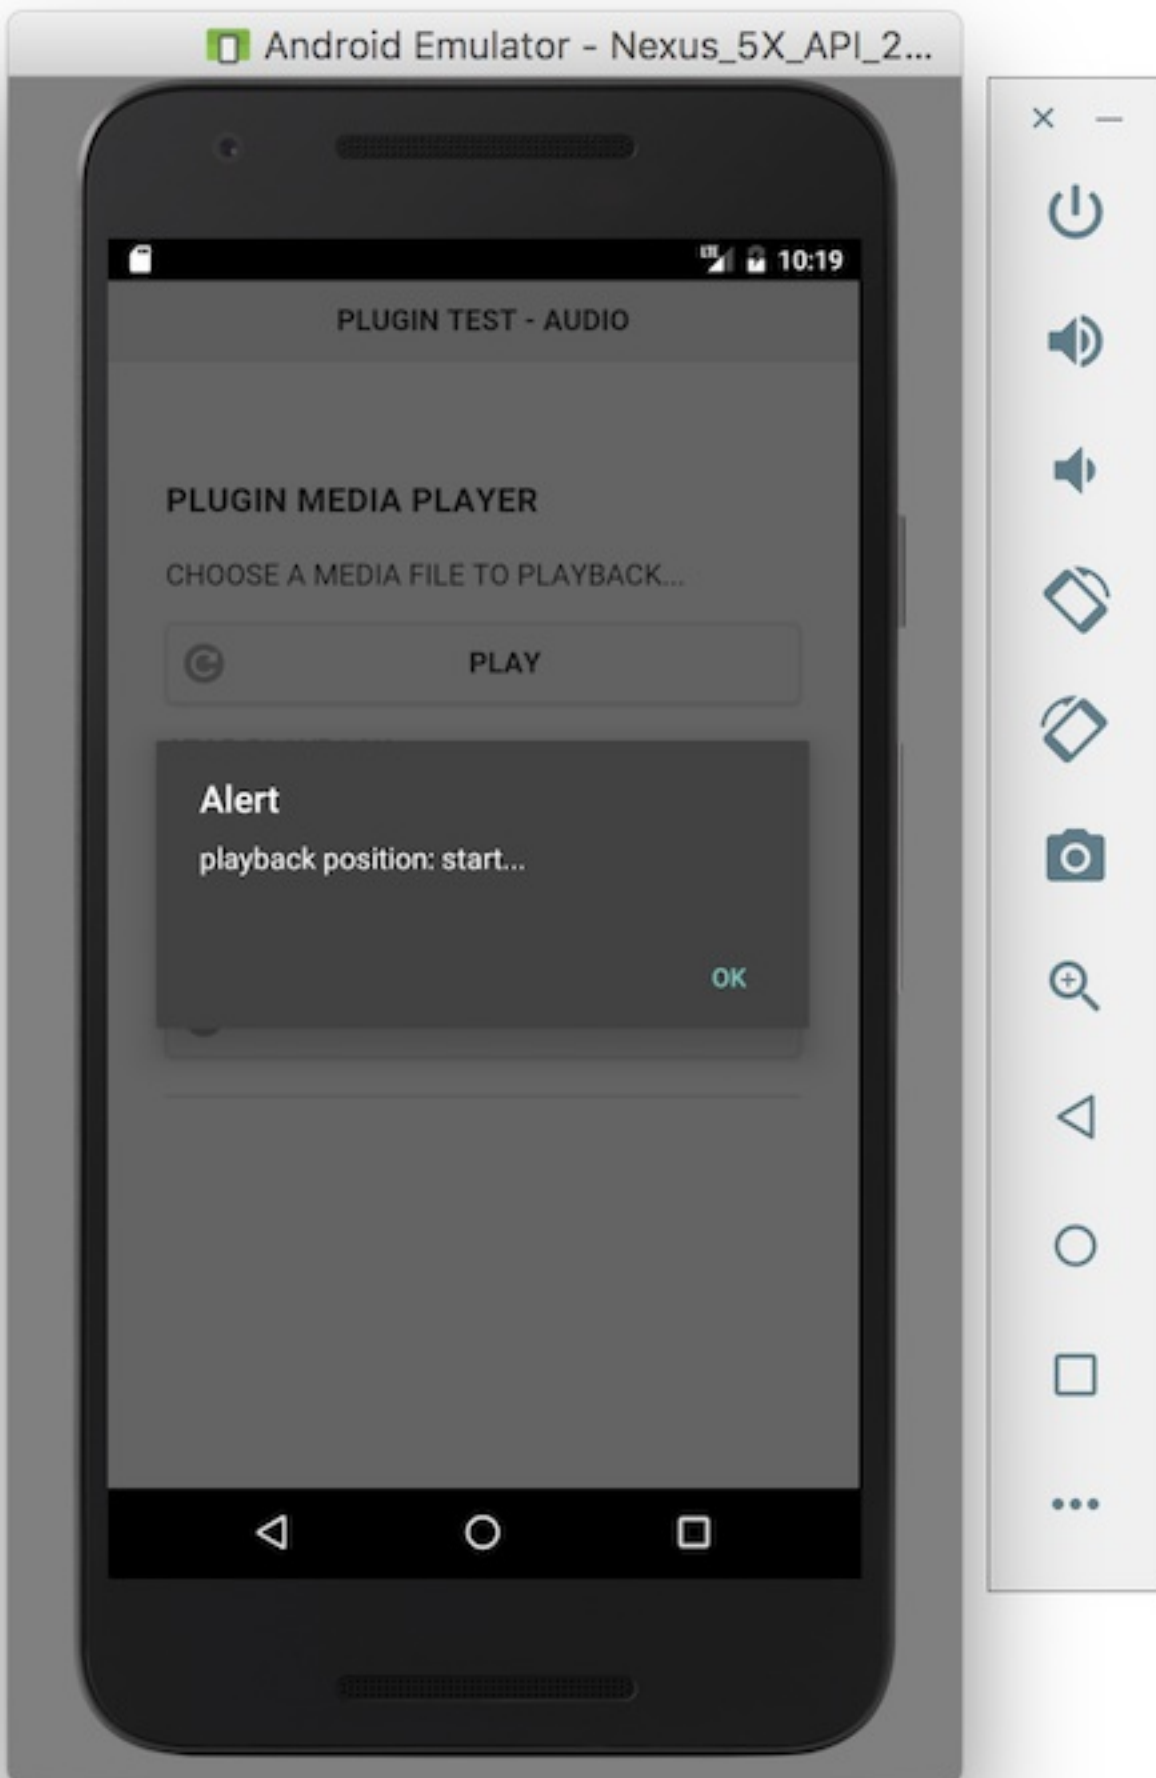 Android Emulator - Nexus_5X_API_2...
LTE 10:19
PLUGIN TEST - AUDIO
PLUGIN MEDIA PLAYER
CHOOSE A MEDIA FILE TO PLAYBACK...
PLAY
Alert
playback position: start...
OK